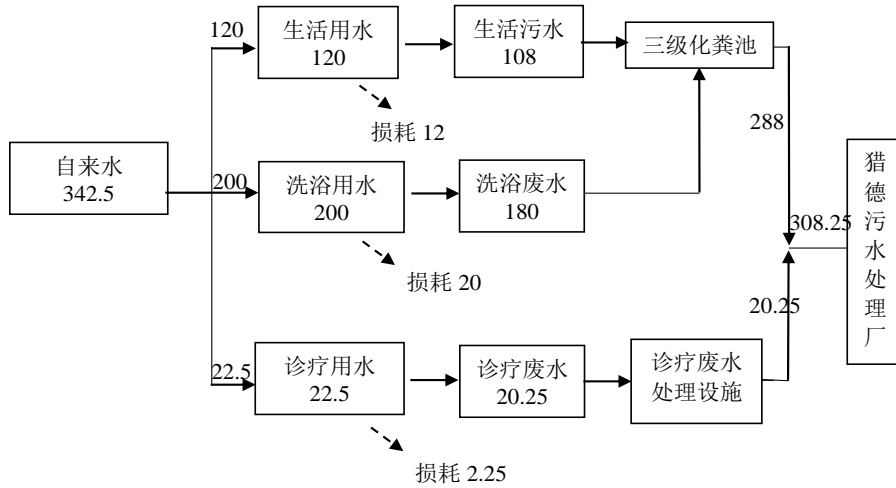 120
生活用水
120
生活污水
108
三级化粪池
损耗 12
288
自来水
342.5
200
洗浴用水
200
洗浴废水
180
损耗 20
308.25
猎德污水处理厂
20.25
22.5
诊疗用水
22.5
诊疗废水
20.25
诊疗废水
处理设施
损耗 2.25